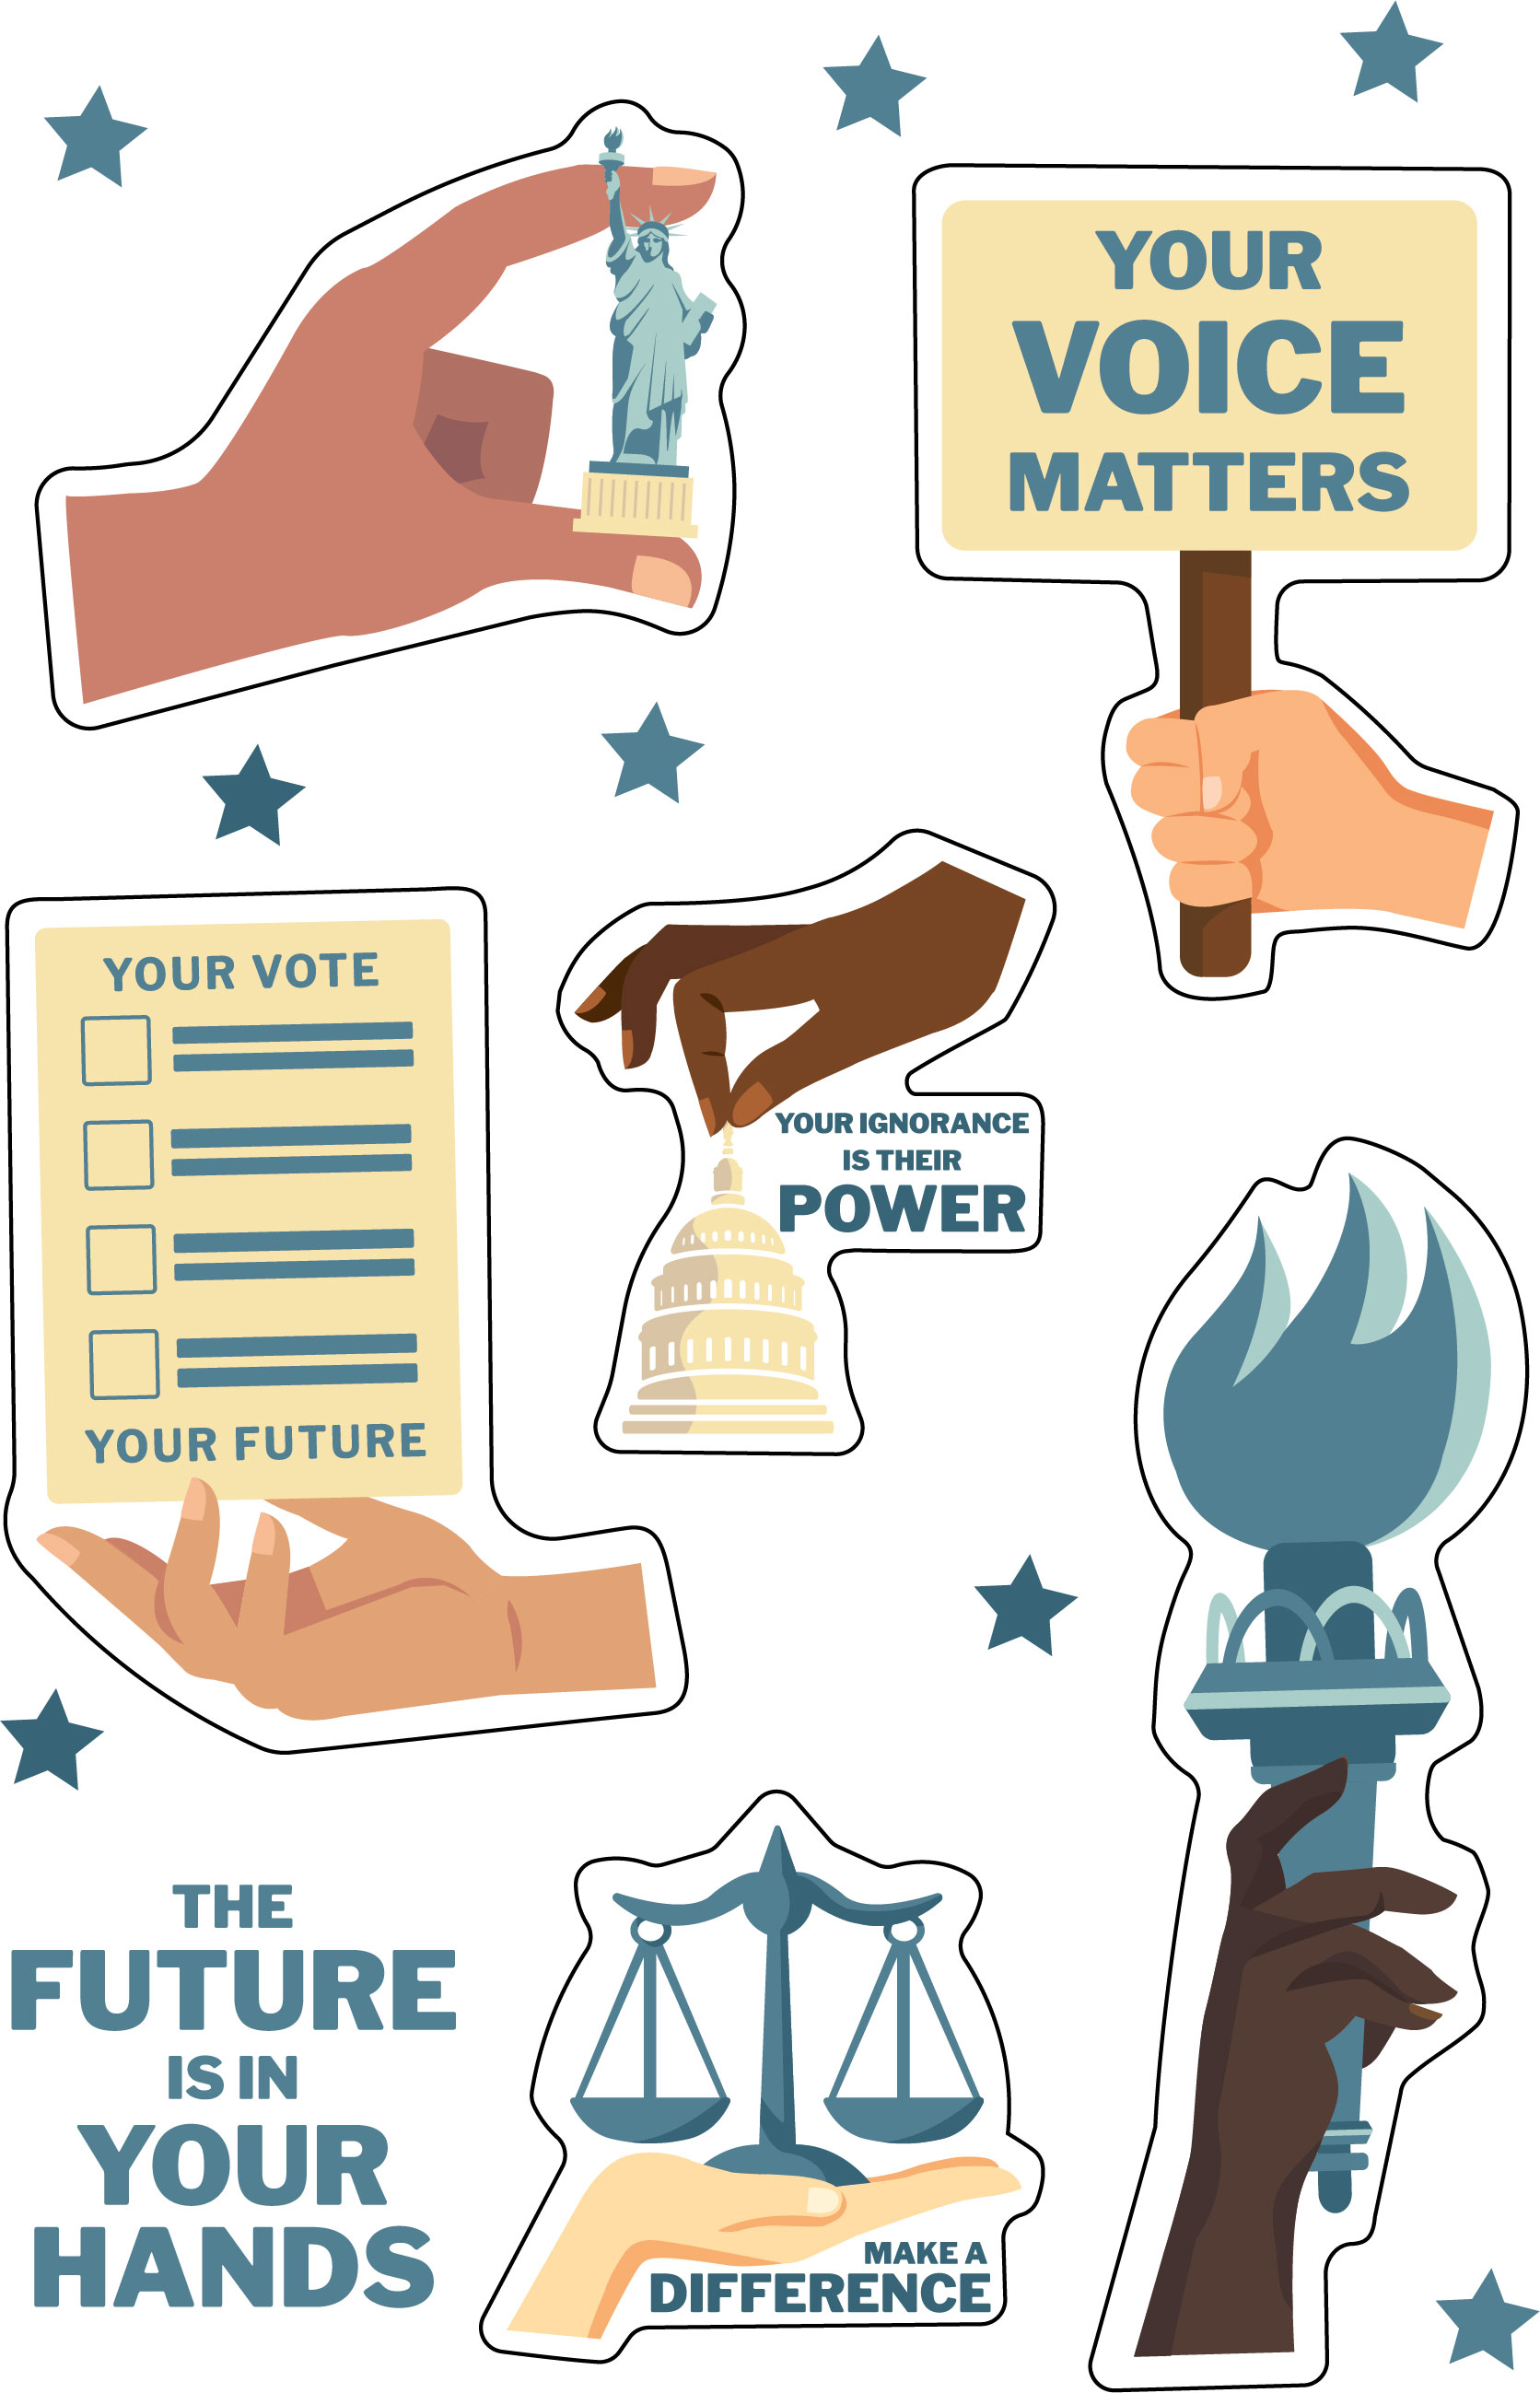 YOUR
VOICE
MATTERS
YOUR VOTE
YOUR FUTURE
YOUR IGNORANCE
IS THEIR
POWER
THE
FUTURE
IS IN
YOUR
HANDS
MAKE A
DIFFERENCE